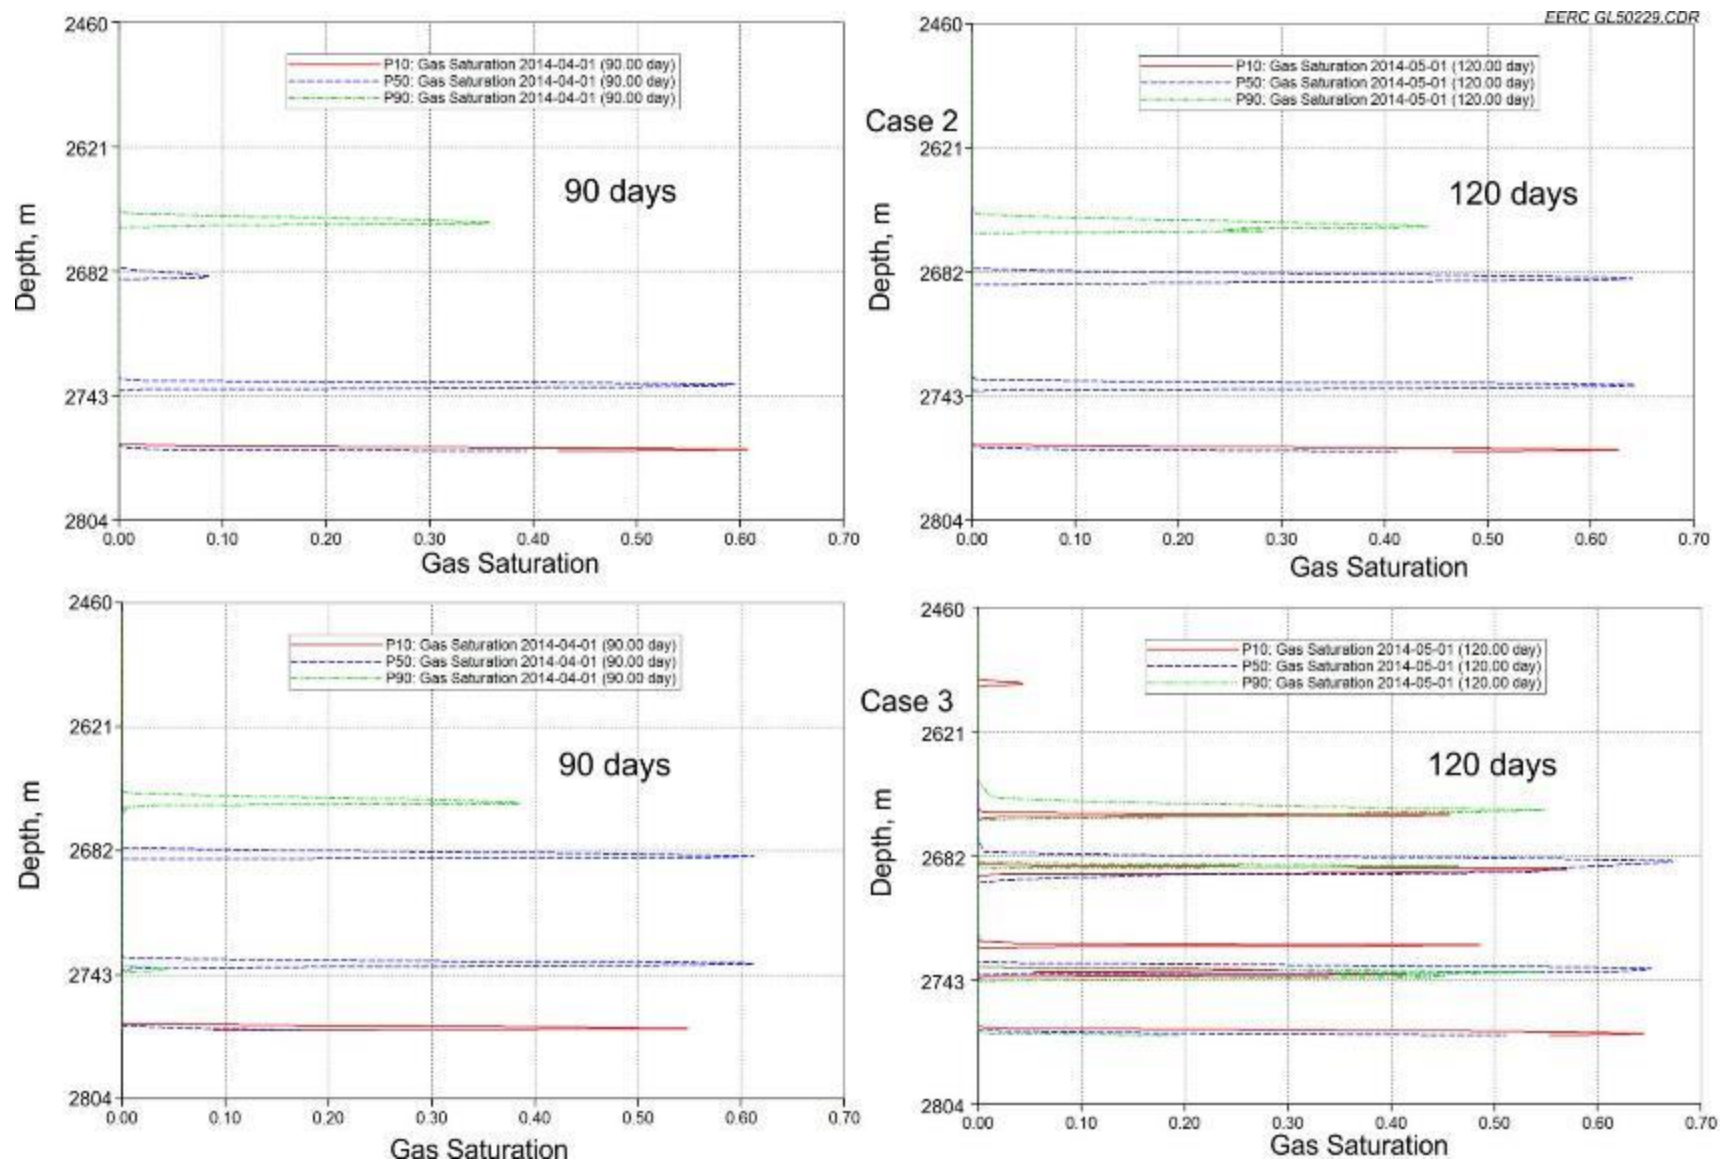 EERC GL50229.CDR
2460
P10: Gas Saturation 2014-04-01 (90.00 day)
P50: Gas Saturation 2014-04-01 (90.00 day)
P90: Gas Saturation 2014-04-01 (90.00 day)
2621
90 days
Depth, m
2682
2743
2804
0.00 0.10 0.20 0.30 0.40 0.50 0.60 0.70
Gas Saturation
Case 2
2460
P10: Gas Saturation 2014-05-01 (120.00 day)
P50: Gas Saturation 2014-05-01 (120.00 day)
P90: Gas Saturation 2014-05-01 (120.00 day)
2621
120 days
Depth, m
2682
2743
2804
0.00 0.10 0.20 0.30 0.40 0.50 0.60 0.70
Gas Saturation
2460
P10: Gas Saturation 2014-04-01 (90.00 day)
P50: Gas Saturation 2014-04-01 (90.00 day)
P90: Gas Saturation 2014-04-01 (90.00 day)
2621
90 days
Depth, m
2682
2743
2804
0.00 0.10 0.20 0.30 0.40 0.50 0.60 0.70
Gas Saturation
Case 3
2460
P10: Gas Saturation 2014-05-01 (120.00 day)
P50: Gas Saturation 2014-05-01 (120.00 day)
P90: Gas Saturation 2014-05-01 (120.00 day)
2621
120 days
Depth, m
2682
2743
2804
0.00 0.10 0.20 0.30 0.40 0.50 0.60 0.70
Gas Saturation